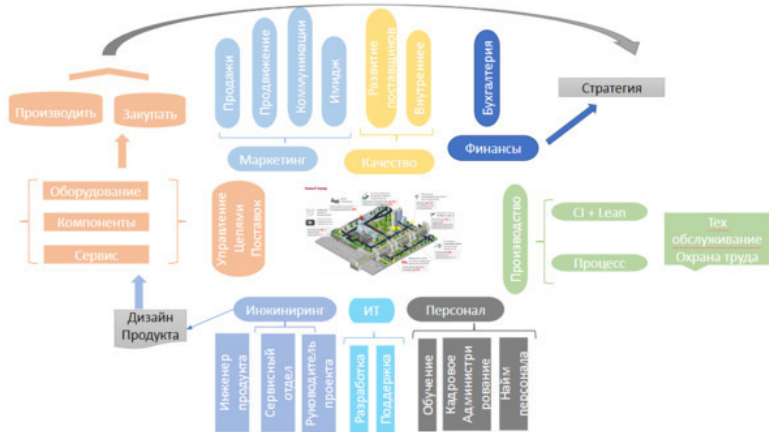 Продажи
Продвижение
Коммуникации
Имидж
Развитие
поставщиков
Внутреннее
Бухгалтерия
Стратегия
Производить
Закупать
Маркетинг
Качество
Финансы
Оборудование
Компоненты
Сервис
Управление
Цепями
Поставок
Производство
CI + Lean
Процесс
Тех
обслуживание
Охрана труда
Дизайн
Продукта
Инжиниринг
ИТ
Персонал
Инженер
продукта
Сервисный
отдел
Руководитель
проекта
Разработка
Поддержка
Обучение
Кадровое
Администри
рование
Найм
персонала